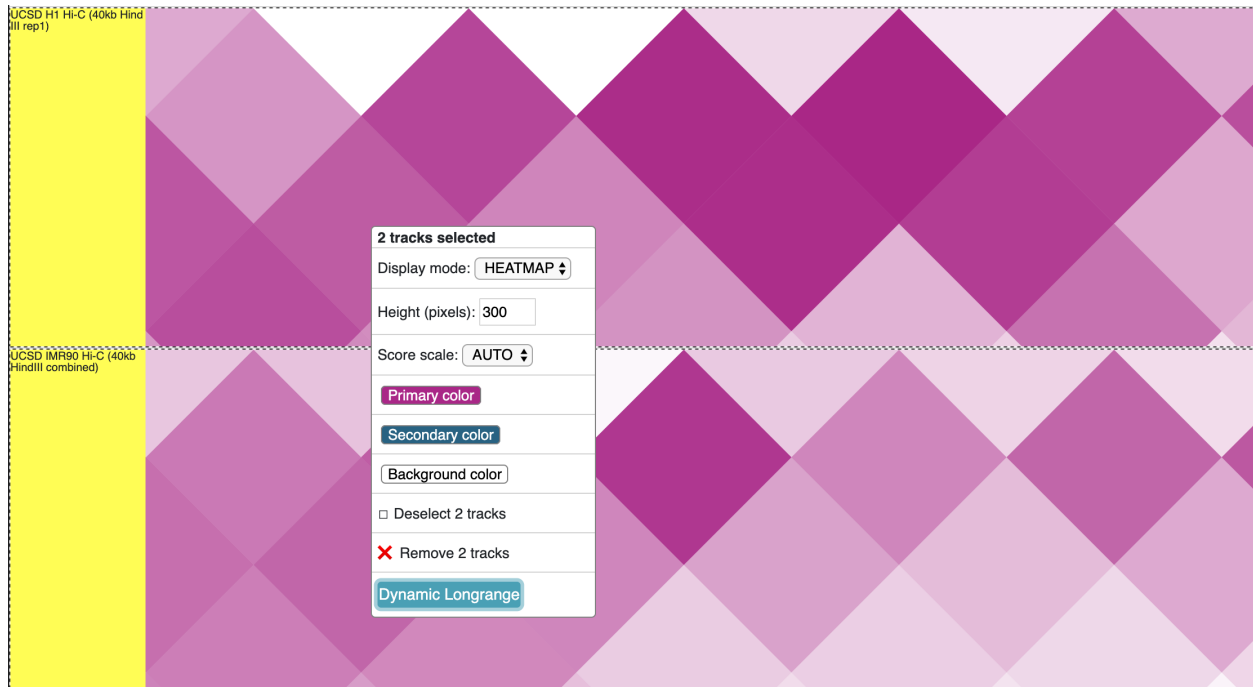 UCSD H1 Hi-C (40kb Hind
III rep1)
2 tracks selected
Display mode: HEATMAP
Height (pixels): 300
Score scale: AUTO
UCSD IMR90 Hi-C (40kb
HindIII combined)
Primary color
Secondary color
Background color
Deselect 2 tracks
Remove 2 tracks
Dynamic Longrange